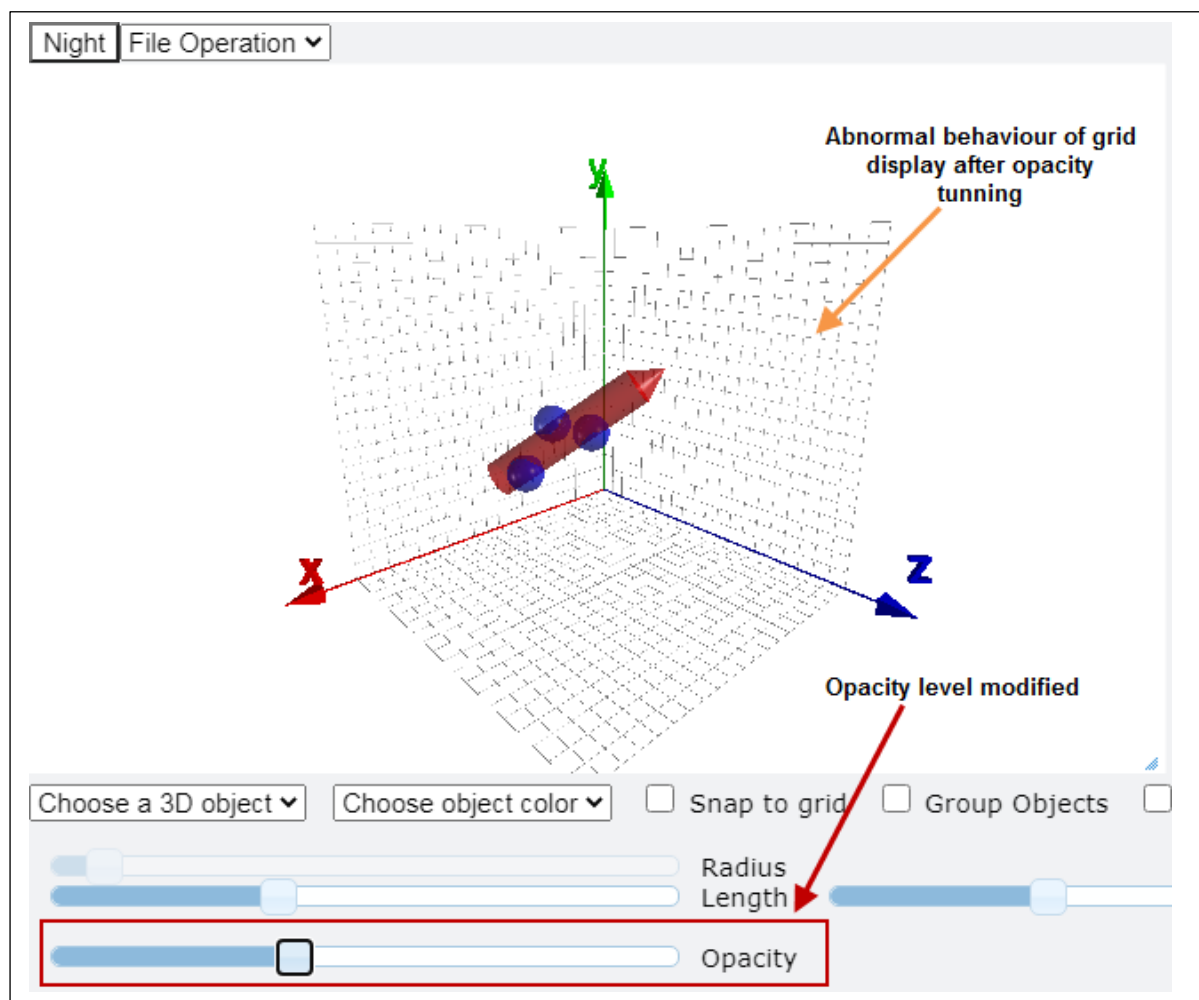 Night File Operation
Abnormal behaviour of grid
display after opacity
tunning
y
X
Z
Opacity level modified
Choose a 3D object Choose object color Snap to grid Group Objects
Radius
Length
Opacity